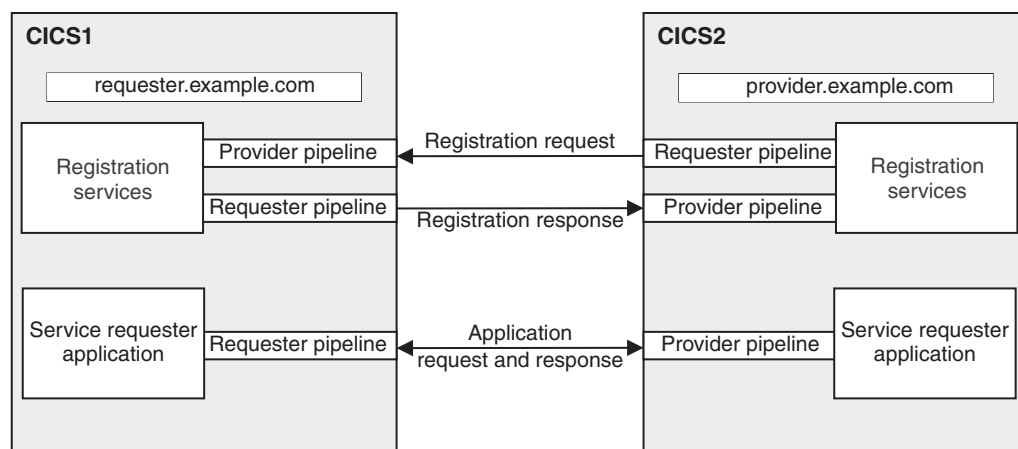 CICS1
requester.example.com
Registration
services
Provider pipeline
Requester pipeline
Service requester
application
Requester pipeline
Registration request
Registration response
Application
request and response
CICS2
provider.example.com
Requester pipeline
Provider pipeline
Registration
services
Provider pipeline
Service requester
application